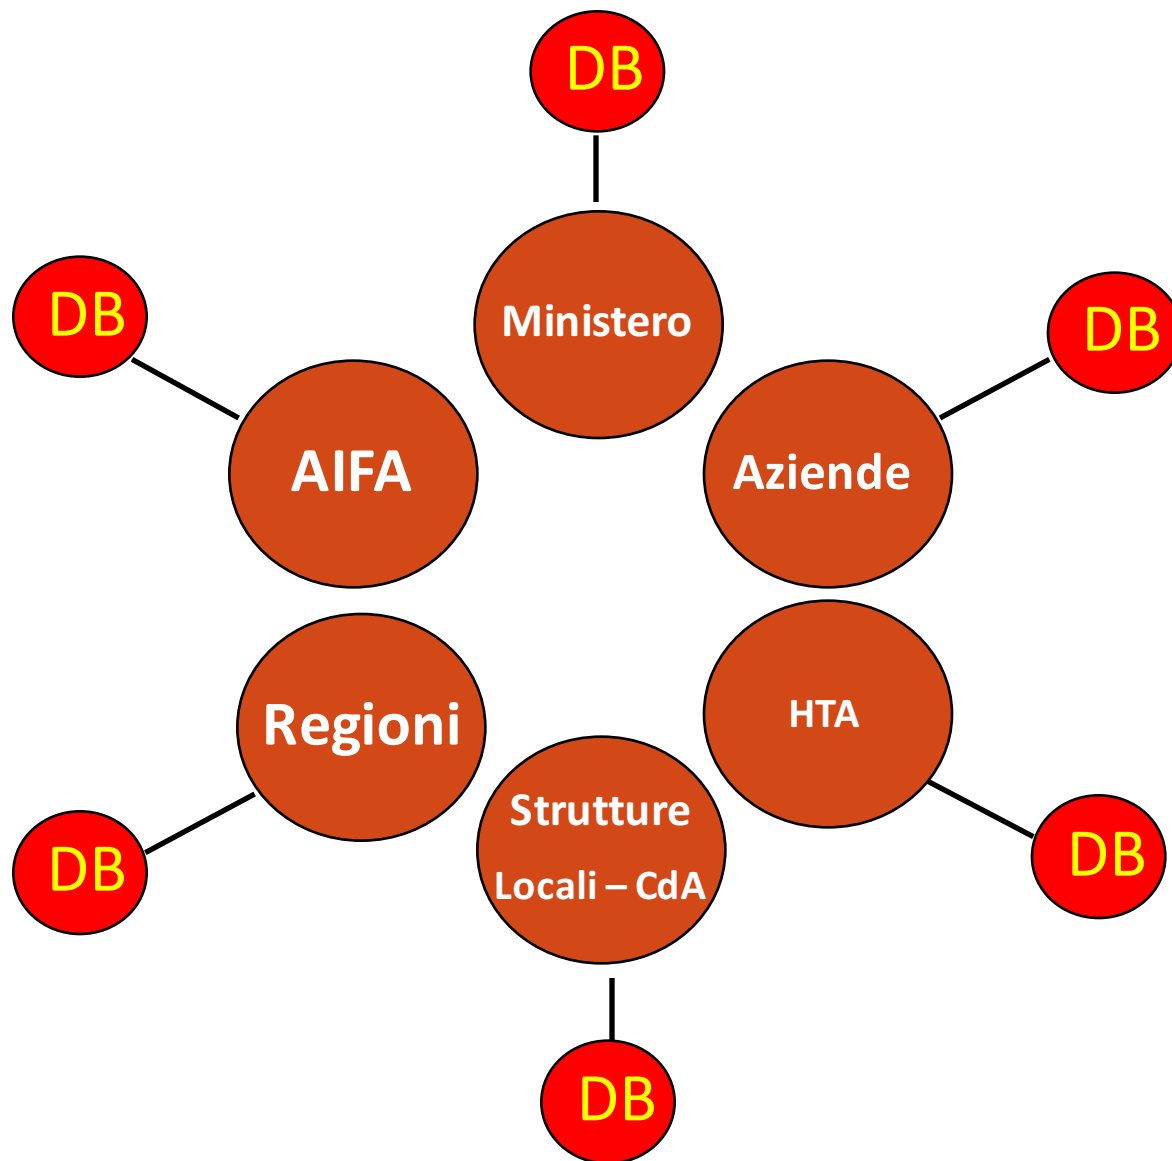 DB
Ministero
DB
DB
AIFA
Aziende
Regioni
HTA
Strutture
Locali – CdA
DB
DB
DB